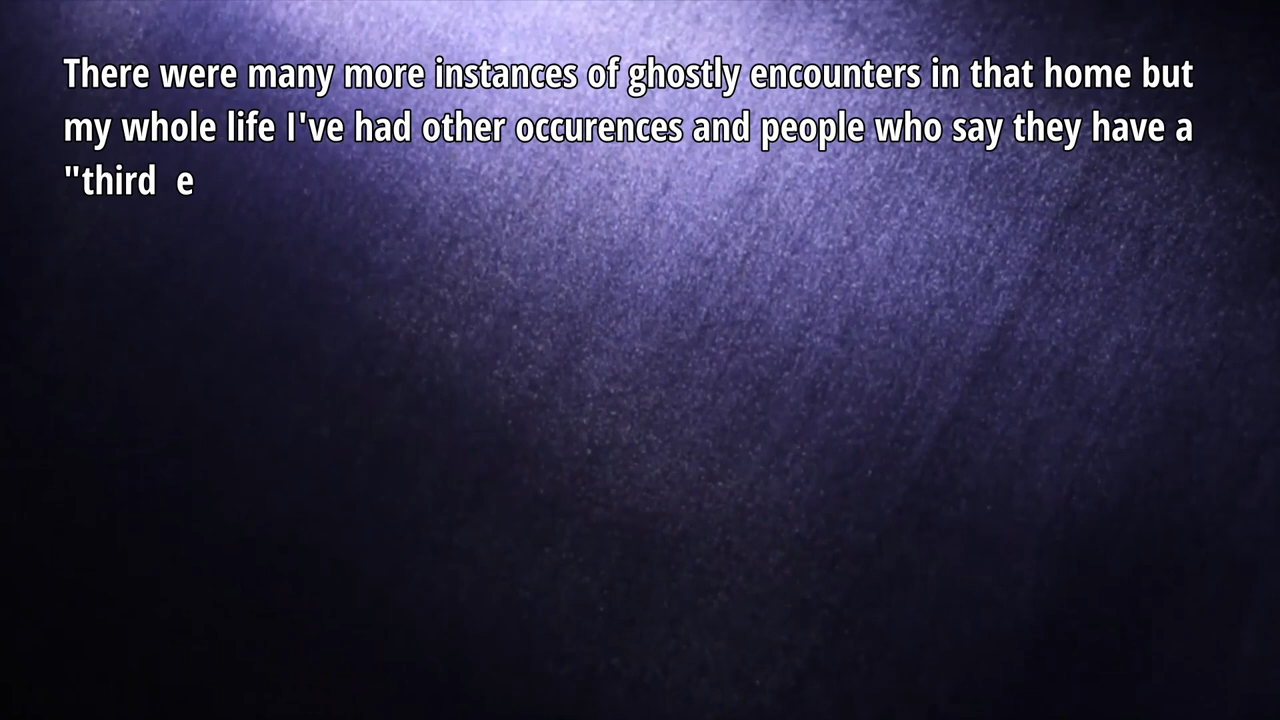 There were many more instances of ghostly encounters in that home but
my whole life I've had other occurences and people who say they have a
"third  e